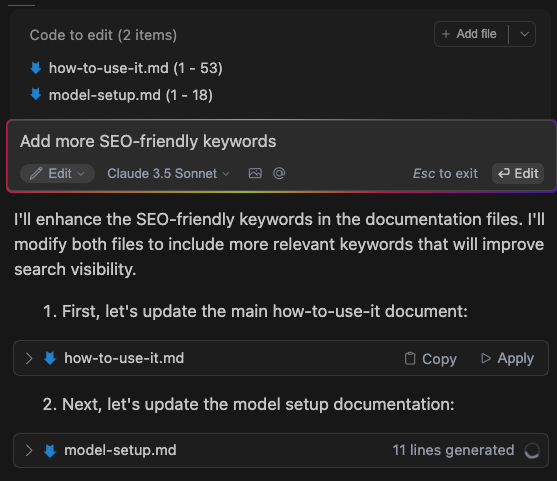 Code to edit (2 items)
+ Add file
how-to-use-it.md (1 - 53)
model-setup.md (1 - 18)
Add more SEO-friendly keywords
Edit
Claude 3.5 Sonnet
Esc to exit
Edit
I'll enhance the SEO-friendly keywords in the documentation files. I'll
modify both files to include more relevant keywords that will improve
search visibility.
1. First, let's update the main how-to-use-it document:
how-to-use-it.md
Copy
Apply
2. Next, let's update the model setup documentation:
model-setup.md
11 lines generated